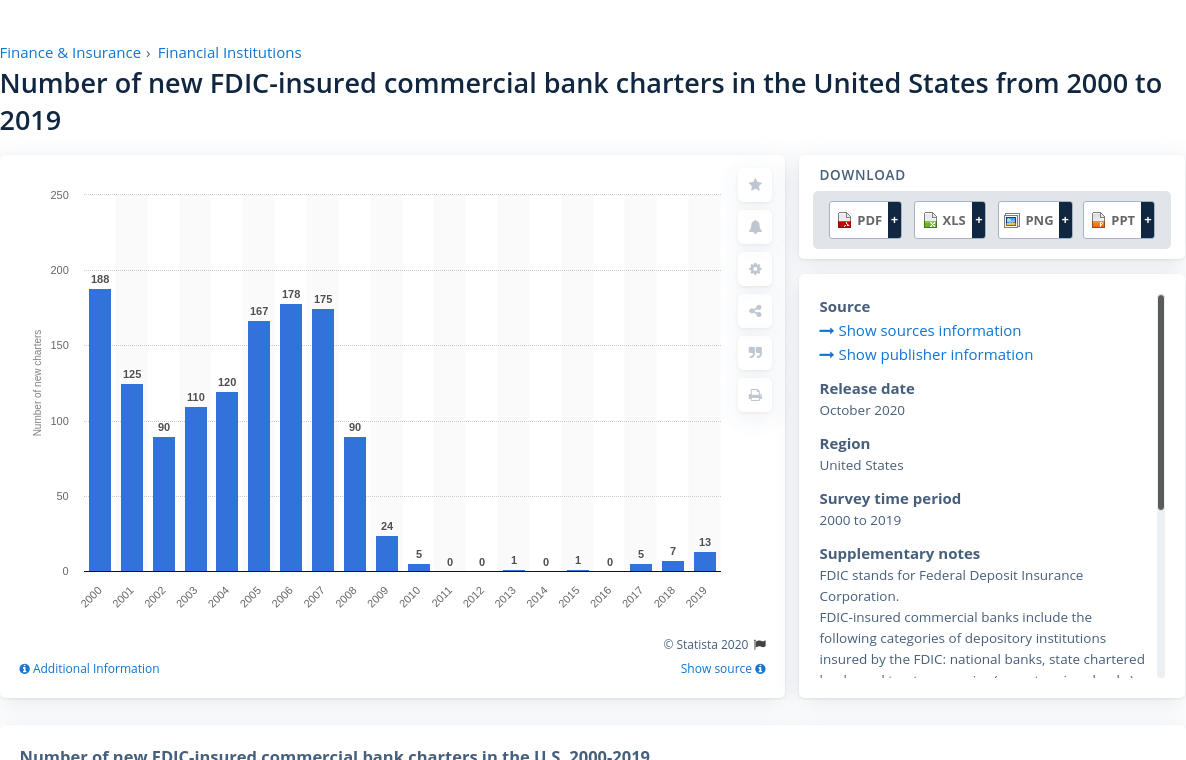 Finance & Insurance › Financial Institutions
Number of new FDIC-insured commercial bank charters in the United States from 2000 to
2019
250
200
150
100
50
0
Number of new charters
188
125
90
110
120
167
178
175
90
24
5
0
0
1
0
1
0
5
7
13
2000
2001
2002
2003
2004
2005
2006
2007
2008
2009
2010
2011
2012
2013
2014
2015
2016
2017
2018
2019
© Statista 2020
Additional Information
Show source
DOWNLOAD
PDF + XLS + PNG + PPT +
Source
Show sources information
Show publisher information
Release date
October 2020
Region
United States
Survey time period
2000 to 2019
Supplementary notes
FDIC stands for Federal Deposit Insurance
Corporation.
FDIC-insured commercial banks include the
following categories of depository institutions
insured by the FDIC: national banks, state chartered
Number of new FDIC-insured commercial bank charters in the U.S. 2000-2019